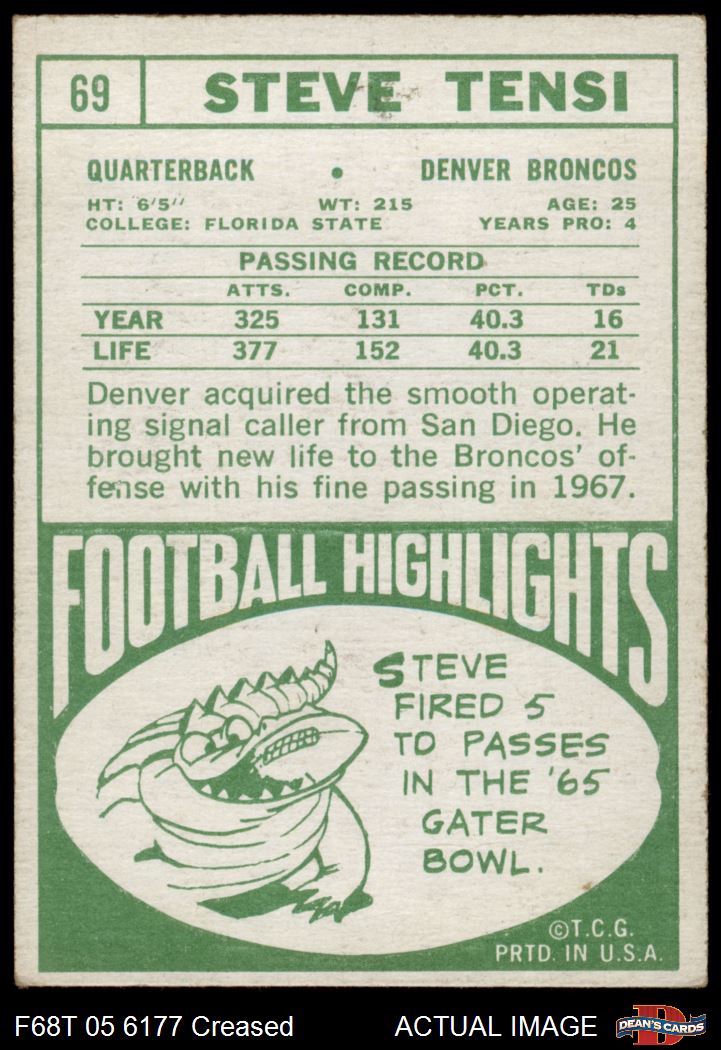 69 STEVE TENSI
QUARTERBACK • DENVER BRONCOS
HT: 6'5'' WT: 215 AGE: 25
COLLEGE: FLORIDA STATE YEARS PRO: 4
PASSING RECORD
ATTS. COMP. PCT. TDs
YEAR 325 131 40.3 16
LIFE 377 152 40.3 21
Denver acquired the smooth operat-
ing signal caller from San Diego. He
brought new life to the Broncos' of-
fense with his fine passing in 1967.
FOOTBALL HIGHLIGHTS
STEVE
FIRED 5
TD PASSES
IN THE '65
GATER
BOWL.
©T.C.G.
PRTD. IN U.S.A.
F68T 05 6177 Creased ACTUAL IMAGE D DEAN'S CARDS